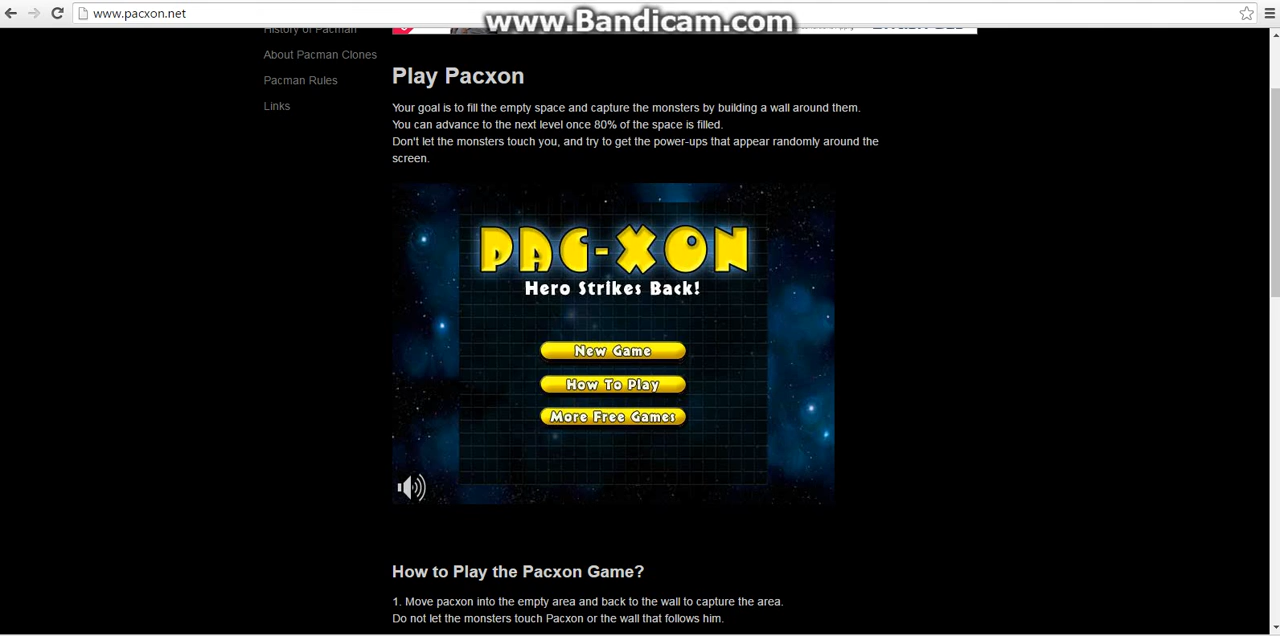 www.pacxon.net
www.Bandicam.com
History of Pacman
About Pacman Clones
Pacman Rules
Links
Play Pacxon
Your goal is to fill the empty space and capture the monsters by building a wall around them.
You can advance to the next level once 80% of the space is filled.
Don't let the monsters touch you, and try to get the power-ups that appear randomly around the
screen.
PAC-XON
Hero Strikes Back!
New Game
How To Play
More Free Games
How to Play the Pacxon Game?
1. Move pacxon into the empty area and back to the wall to capture the area.
Do not let the monsters touch Pacxon or the wall that follows him.